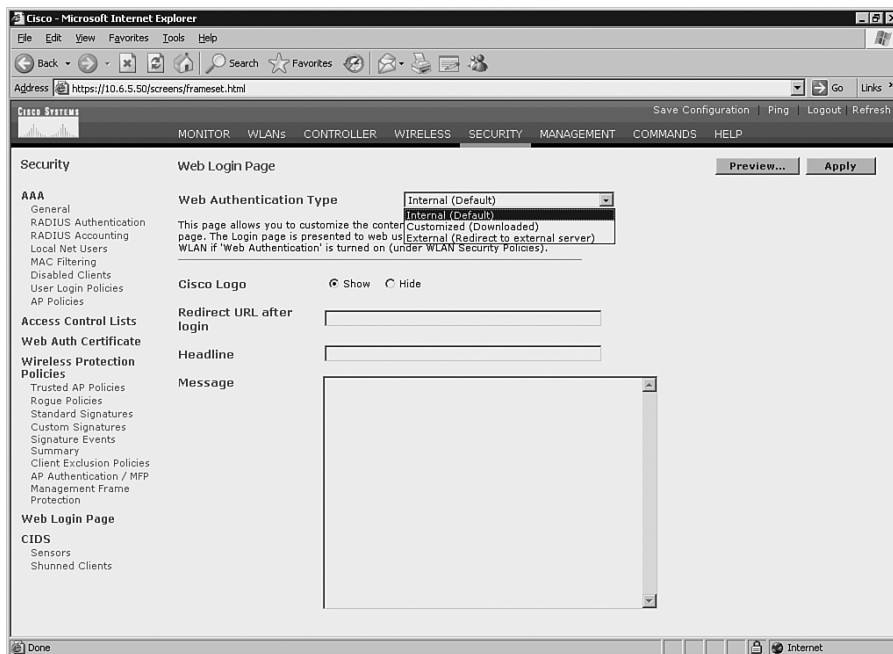 Cisco - Microsoft Internet Explorer
File Edit View Favorites Tools Help
Back Search Favorites
Address https://10.6.5.50/screens/frameset.html Go Links
CISCO SYSTEMS
Save Configuration | Ping | Logout | Refresh
MONITOR WLANs CONTROLLER WIRELESS SECURITY MANAGEMENT COMMANDS HELP
Security
AAA
General
RADIUS Authentication
RADIUS Accounting
Local Net Users
MAC Filtering
Disabled Clients
User Login Policies
AP Policies
Access Control Lists
Web Auth Certificate
Wireless Protection
Policies
Trusted AP Policies
Rogue Policies
Standard Signatures
Custom Signatures
Signature Events
Summary
Client Exclusion Policies
AP Authentication / MFP
Management Frame
Protection
Web Login Page
CIDS
Sensors
Shunned Clients
Web Login Page
Preview... Apply
Web Authentication Type Internal (Default)
Internal (Default)
Customized (Downloaded)
External (Redirect to external server)
This page allows you to customize the
page. The Login page is presented to web
WLAN if 'Web Authentication' is turned on (under WLAN Security Policies).
Cisco Logo Show Hide
Redirect URL after
login
Headline
Message
Done Internet